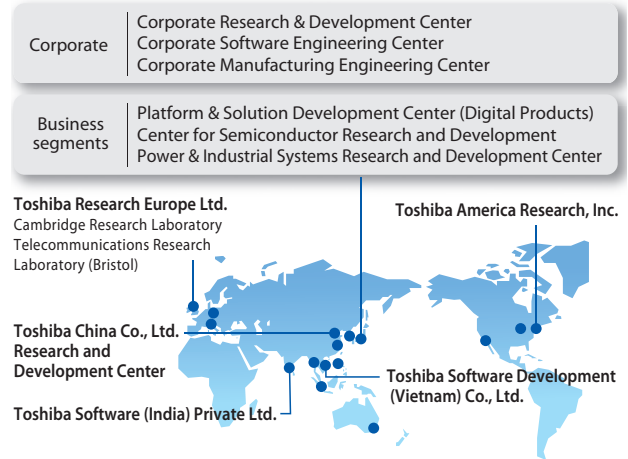 Corporate
Corporate Research & Development Center
Corporate Software Engineering Center
Corporate Manufacturing Engineering Center
Business
segments
Platform & Solution Development Center (Digital Products)
Center for Semiconductor Research and Development
Power & Industrial Systems Research and Development Center
Toshiba Research Europe Ltd.
Cambridge Research Laboratory
Telecommunications Research
Laboratory (Bristol)
Toshiba America Research, Inc.
Toshiba China Co., Ltd.
Research and
Development Center
Toshiba Software Development
(Vietnam) Co., Ltd.
Toshiba Software (India) Private Ltd.